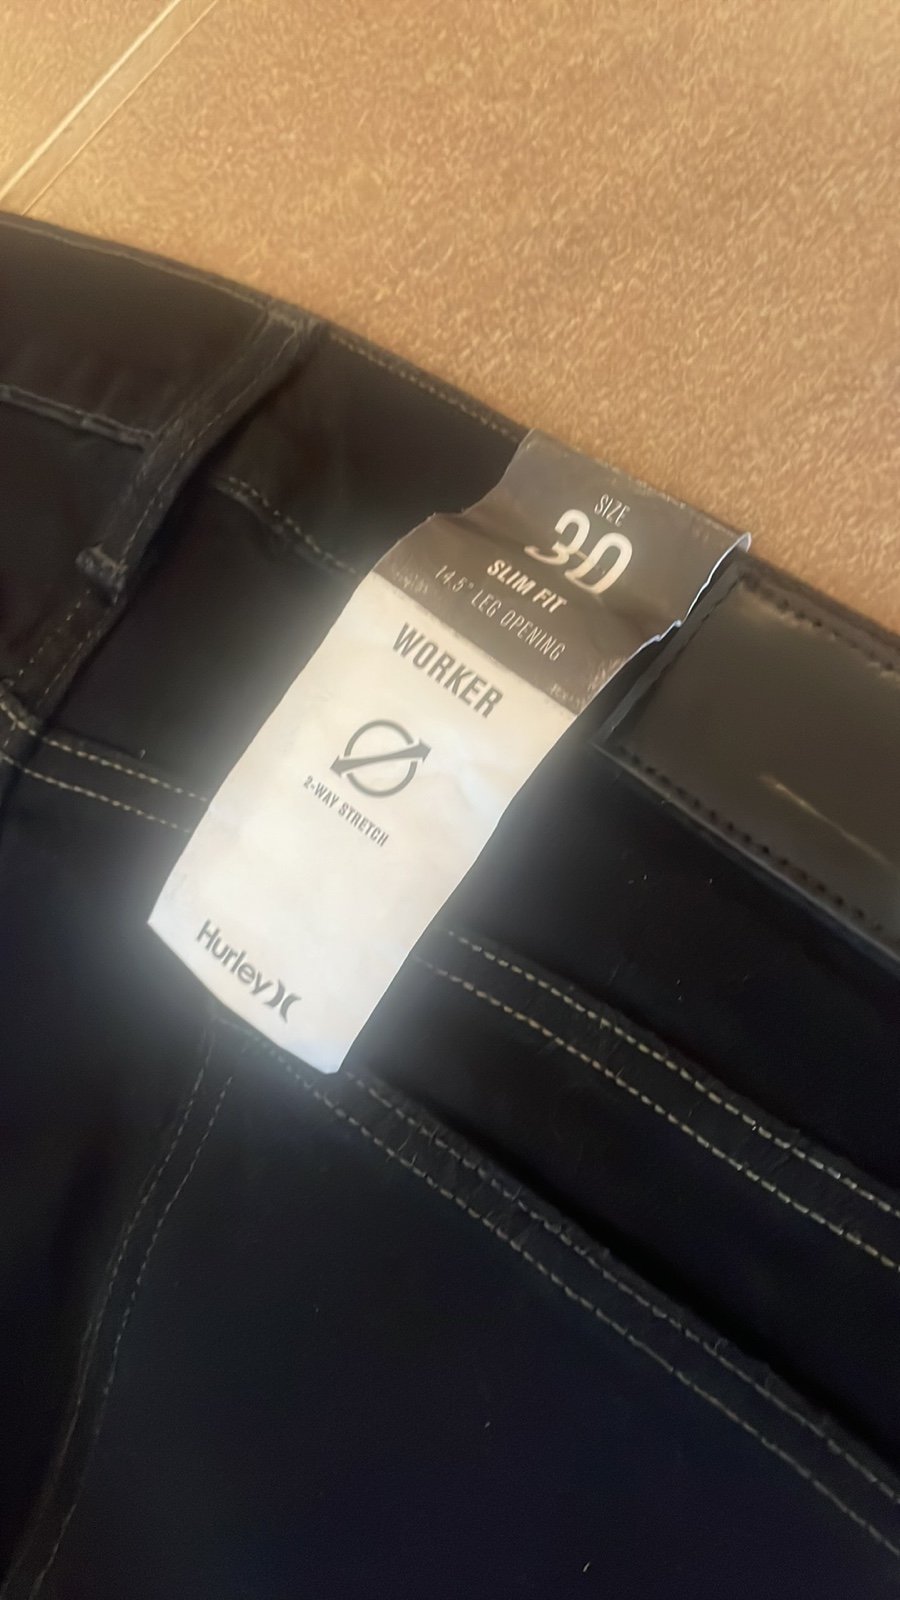 SIZE
30
SLIM FIT
14.5" LEG OPENING
WORKER
2-WAY STRETCH
Hurley